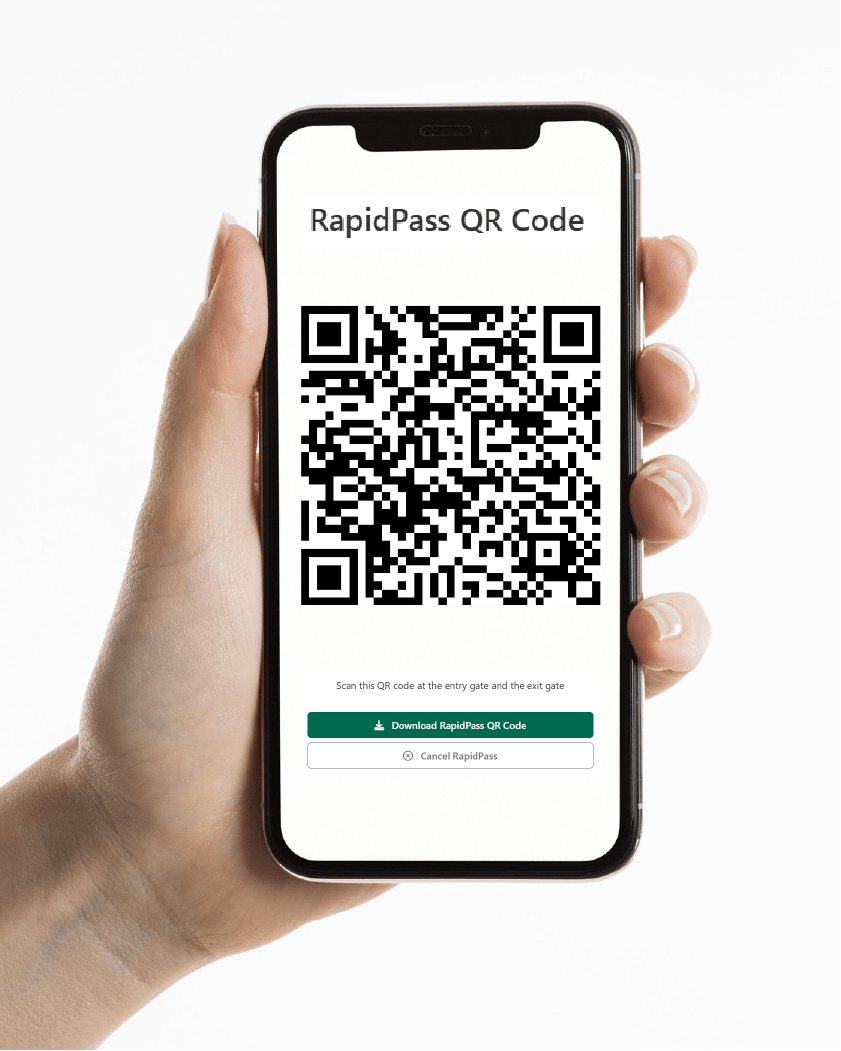 RapidPass QR Code
Scan this QR code at the entry gate and the exit gate
Download RapidPass QR Code
Cancel RapidPass